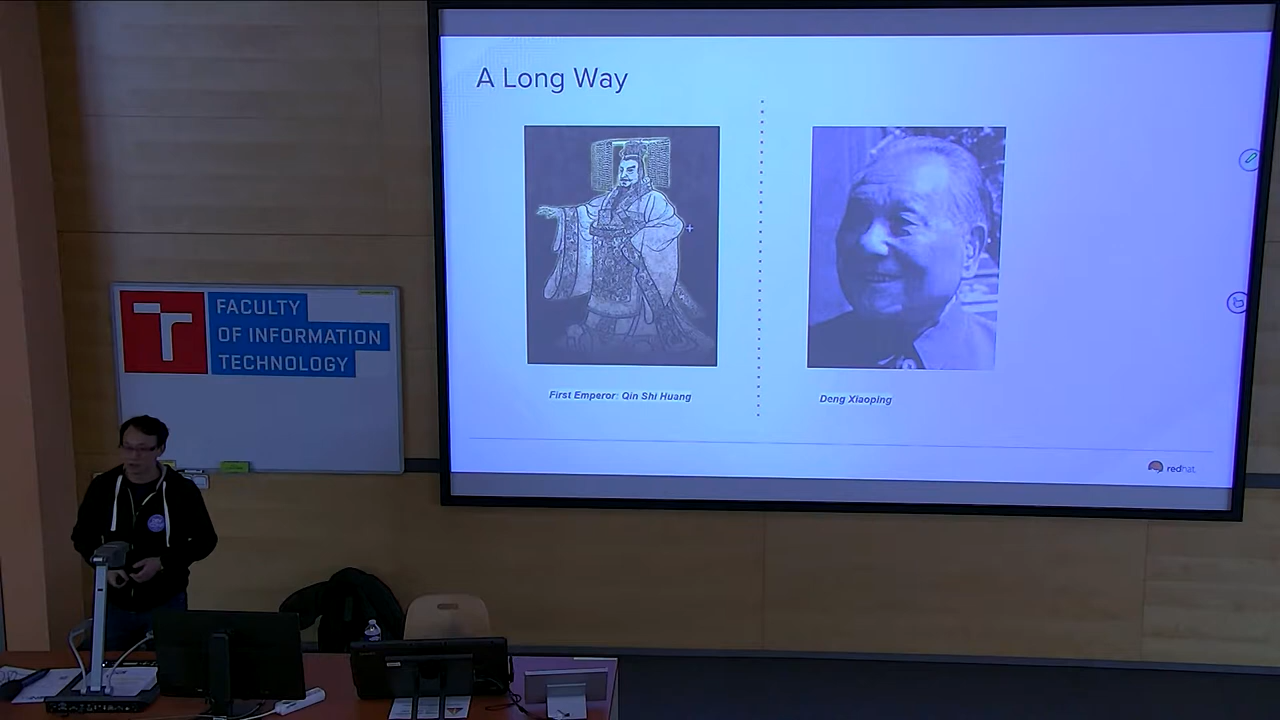 A Long Way
First Emperor: Qin Shi Huang
Deng Xiaoping
redhat.
FACULTY
OF INFORMATION
TECHNOLOGY